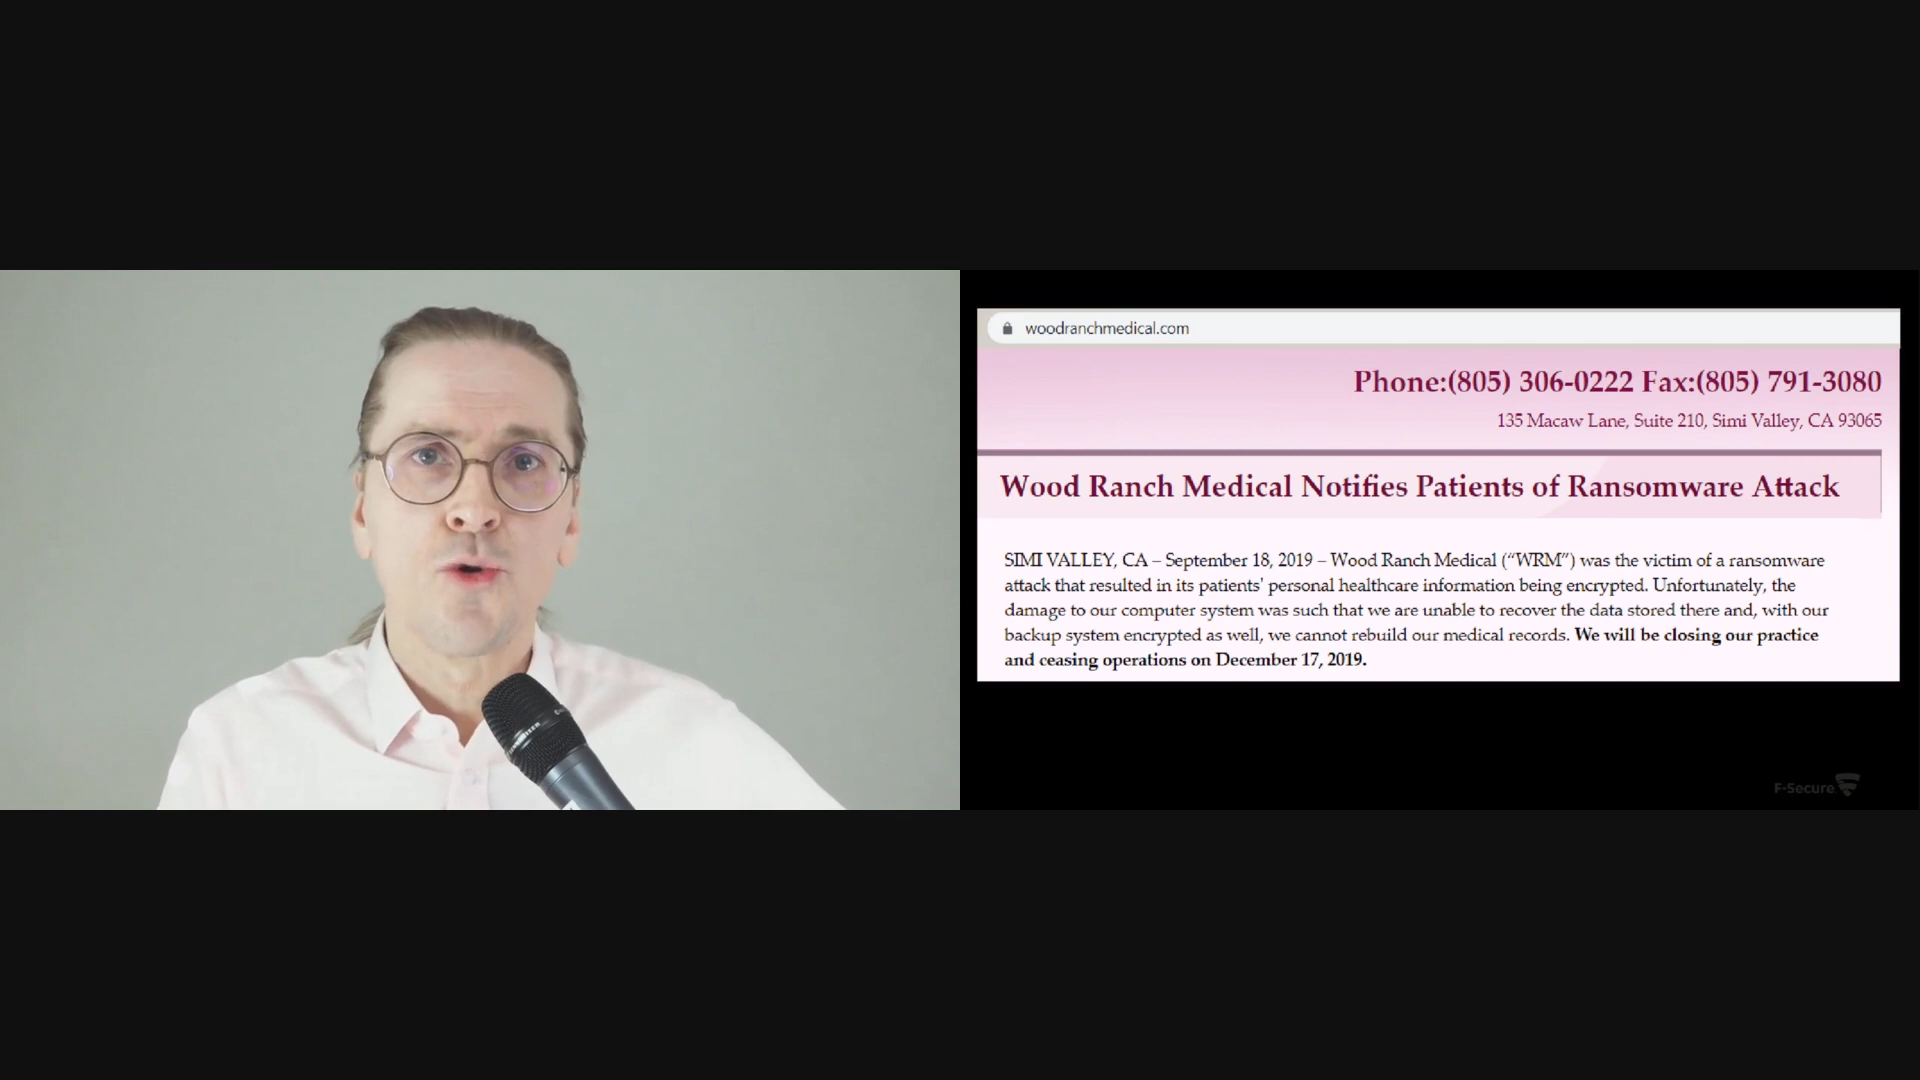 woodranchmedical.com
Phone:(805) 306-0222 Fax:(805) 791-3080
135 Macaw Lane, Suite 210, Simi Valley, CA 93065
Wood Ranch Medical Notifies Patients of Ransomware Attack
SIMI VALLEY, CA – September 18, 2019 – Wood Ranch Medical (“WRM”) was the victim of a ransomware
attack that resulted in its patients' personal healthcare information being encrypted. Unfortunately, the
damage to our computer system was such that we are unable to recover the data stored there and, with our
backup system encrypted as well, we cannot rebuild our medical records. We will be closing our practice
and ceasing operations on December 17, 2019.
F-Secure